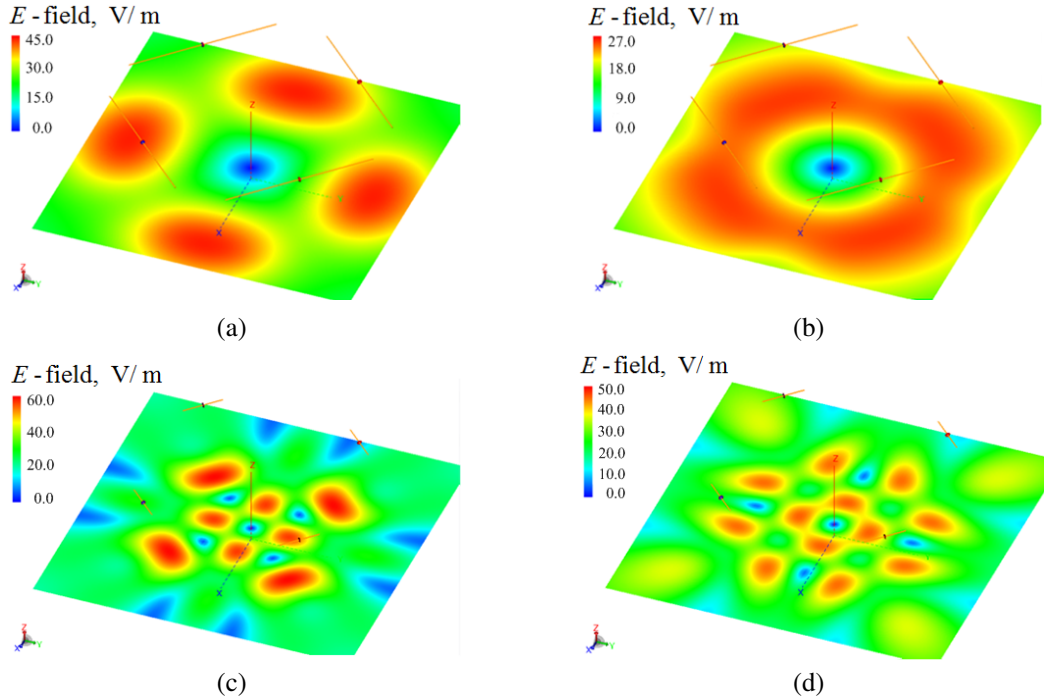 E - field, V/ m
45.0
30.0
15.0
0.0
Z
Y
X
Z
X Y
(a)
E - field, V/ m
27.0
18.0
9.0
0.0
Z
Y
X
Z
X Y
(b)
E - field, V/ m
60.0
40.0
20.0
0.0
Z
X
Z
X Y
(c)
E - field, V/ m
50.0
40.0
30.0
20.0
10.0
0.0
Z
X
Z
X Y
(d)